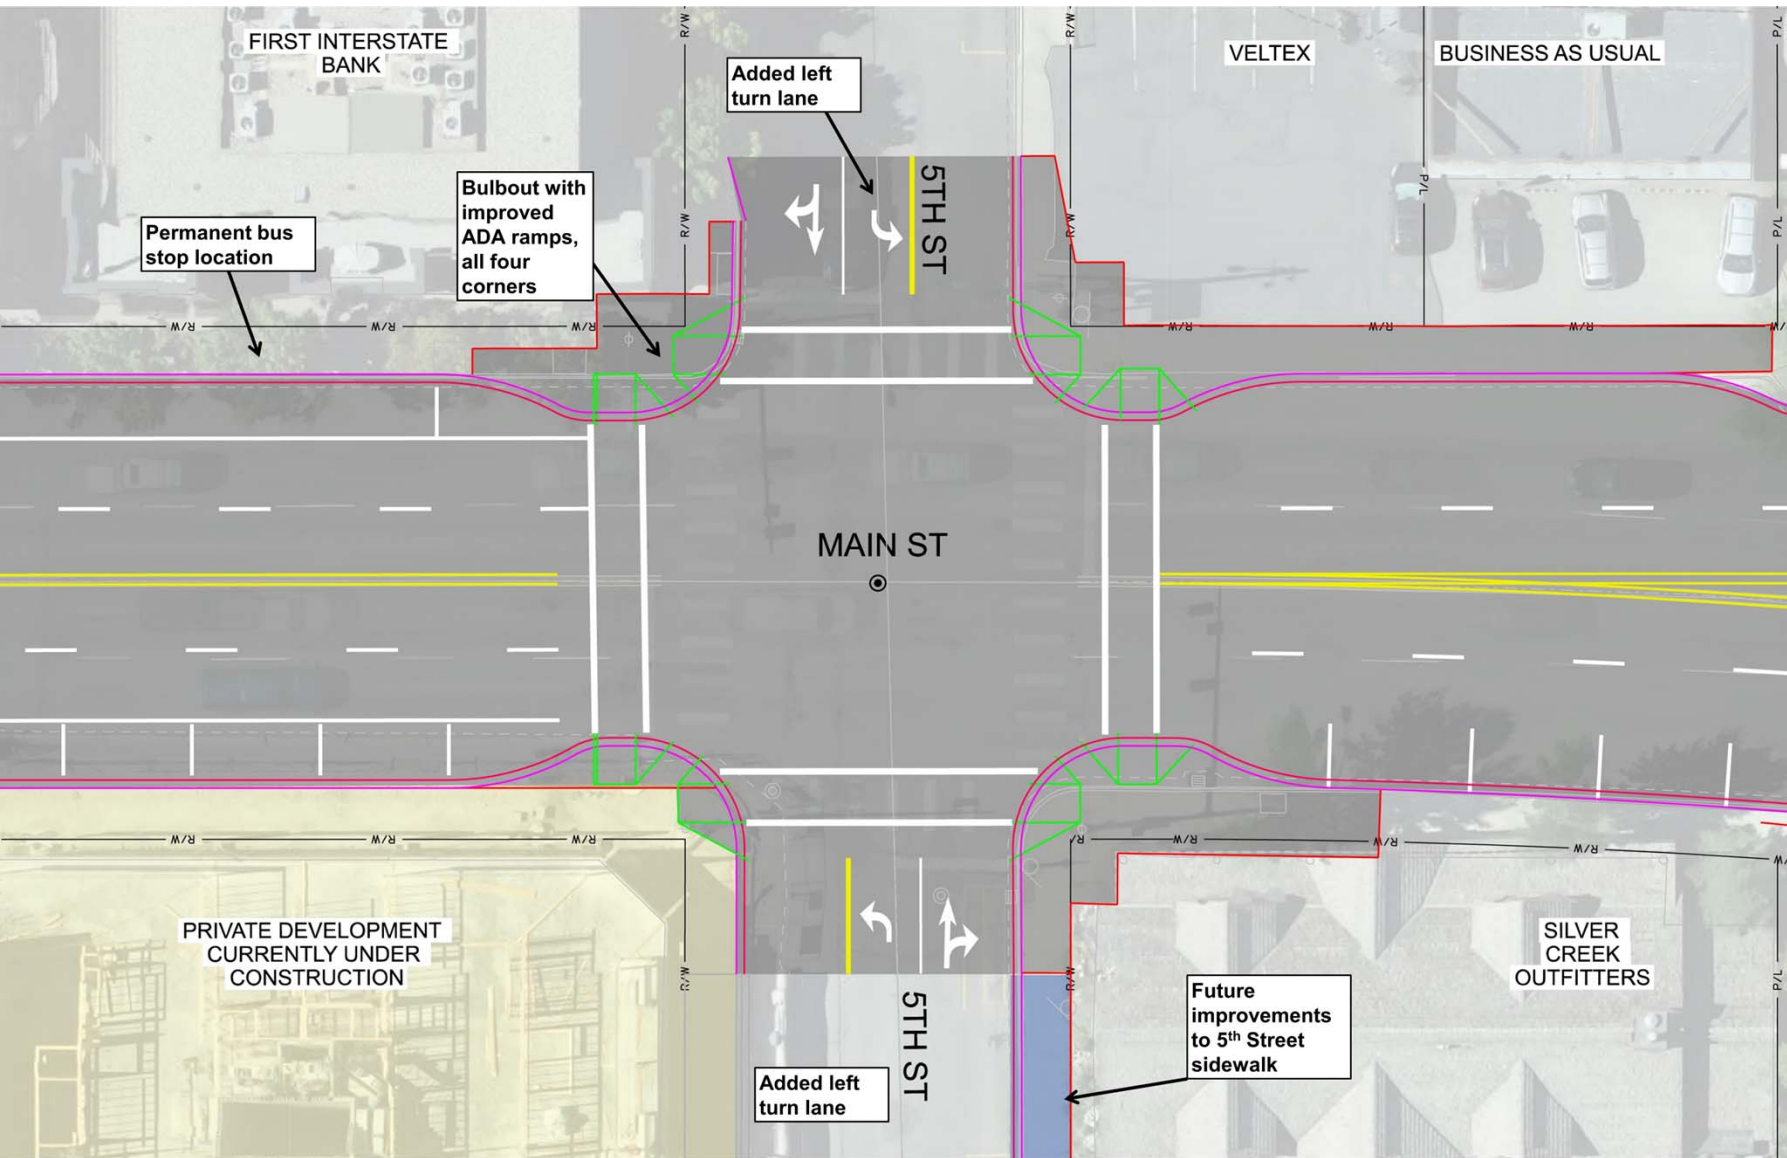 FIRST INTERSTATE
BANK
Added left
turn lane
VELTEX
BUSINESS AS USUAL
R/W
R/W
P/L
Bulbout with
improved
ADA ramps,
all four
corners
5TH ST
P/L
Permanent bus
stop location
R/W
R/W
P/L
R/W
R/W
R/W
R/W
R/W
R/W
MAIN ST
R/W
R/W
R/W
R/W
R/W
R/W
PRIVATE DEVELOPMENT
CURRENTLY UNDER
CONSTRUCTION
SILVER
CREEK
OUTFITTERS
R/W
R/W
P/L
5TH ST
Future
improvements
to 5th Street
sidewalk
Added left
turn lane